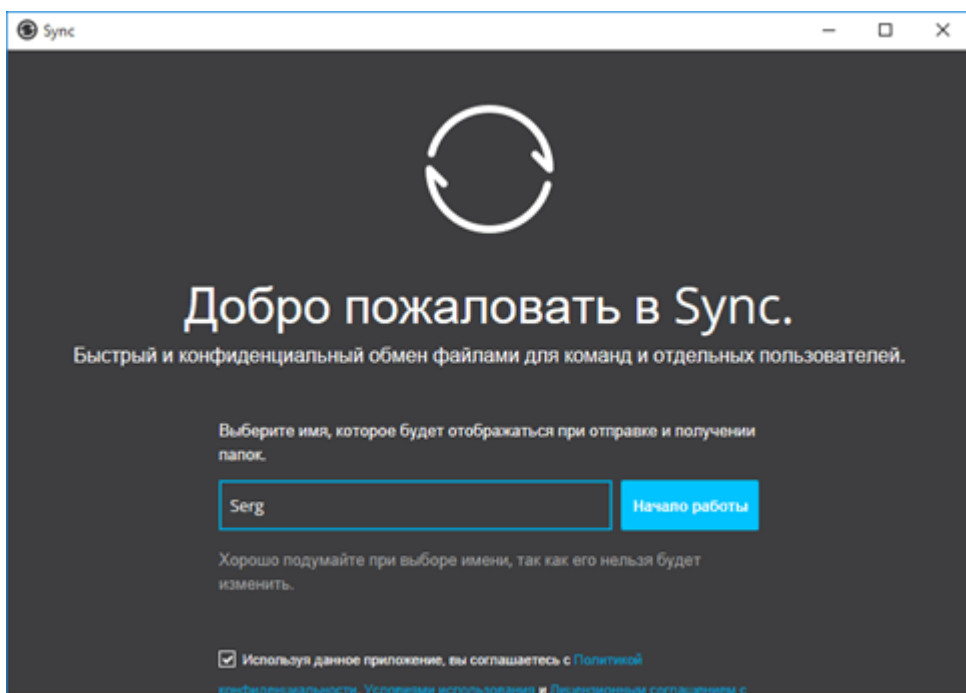 Sync
Добро пожаловать в Sync.
Быстрый и конфиденциальный обмен файлами для команд и отдельных пользователей.
Выберите имя, которое будет отображаться при отправке и получении
папок.
Serg
Начало работы
Хорошо подумайте при выборе имени, так как его нельзя будет
изменить.
Используя данное приложение, вы соглашаетесь с Политикой
конфиденциальности, Условиями использования и Лицензионным соглашением с